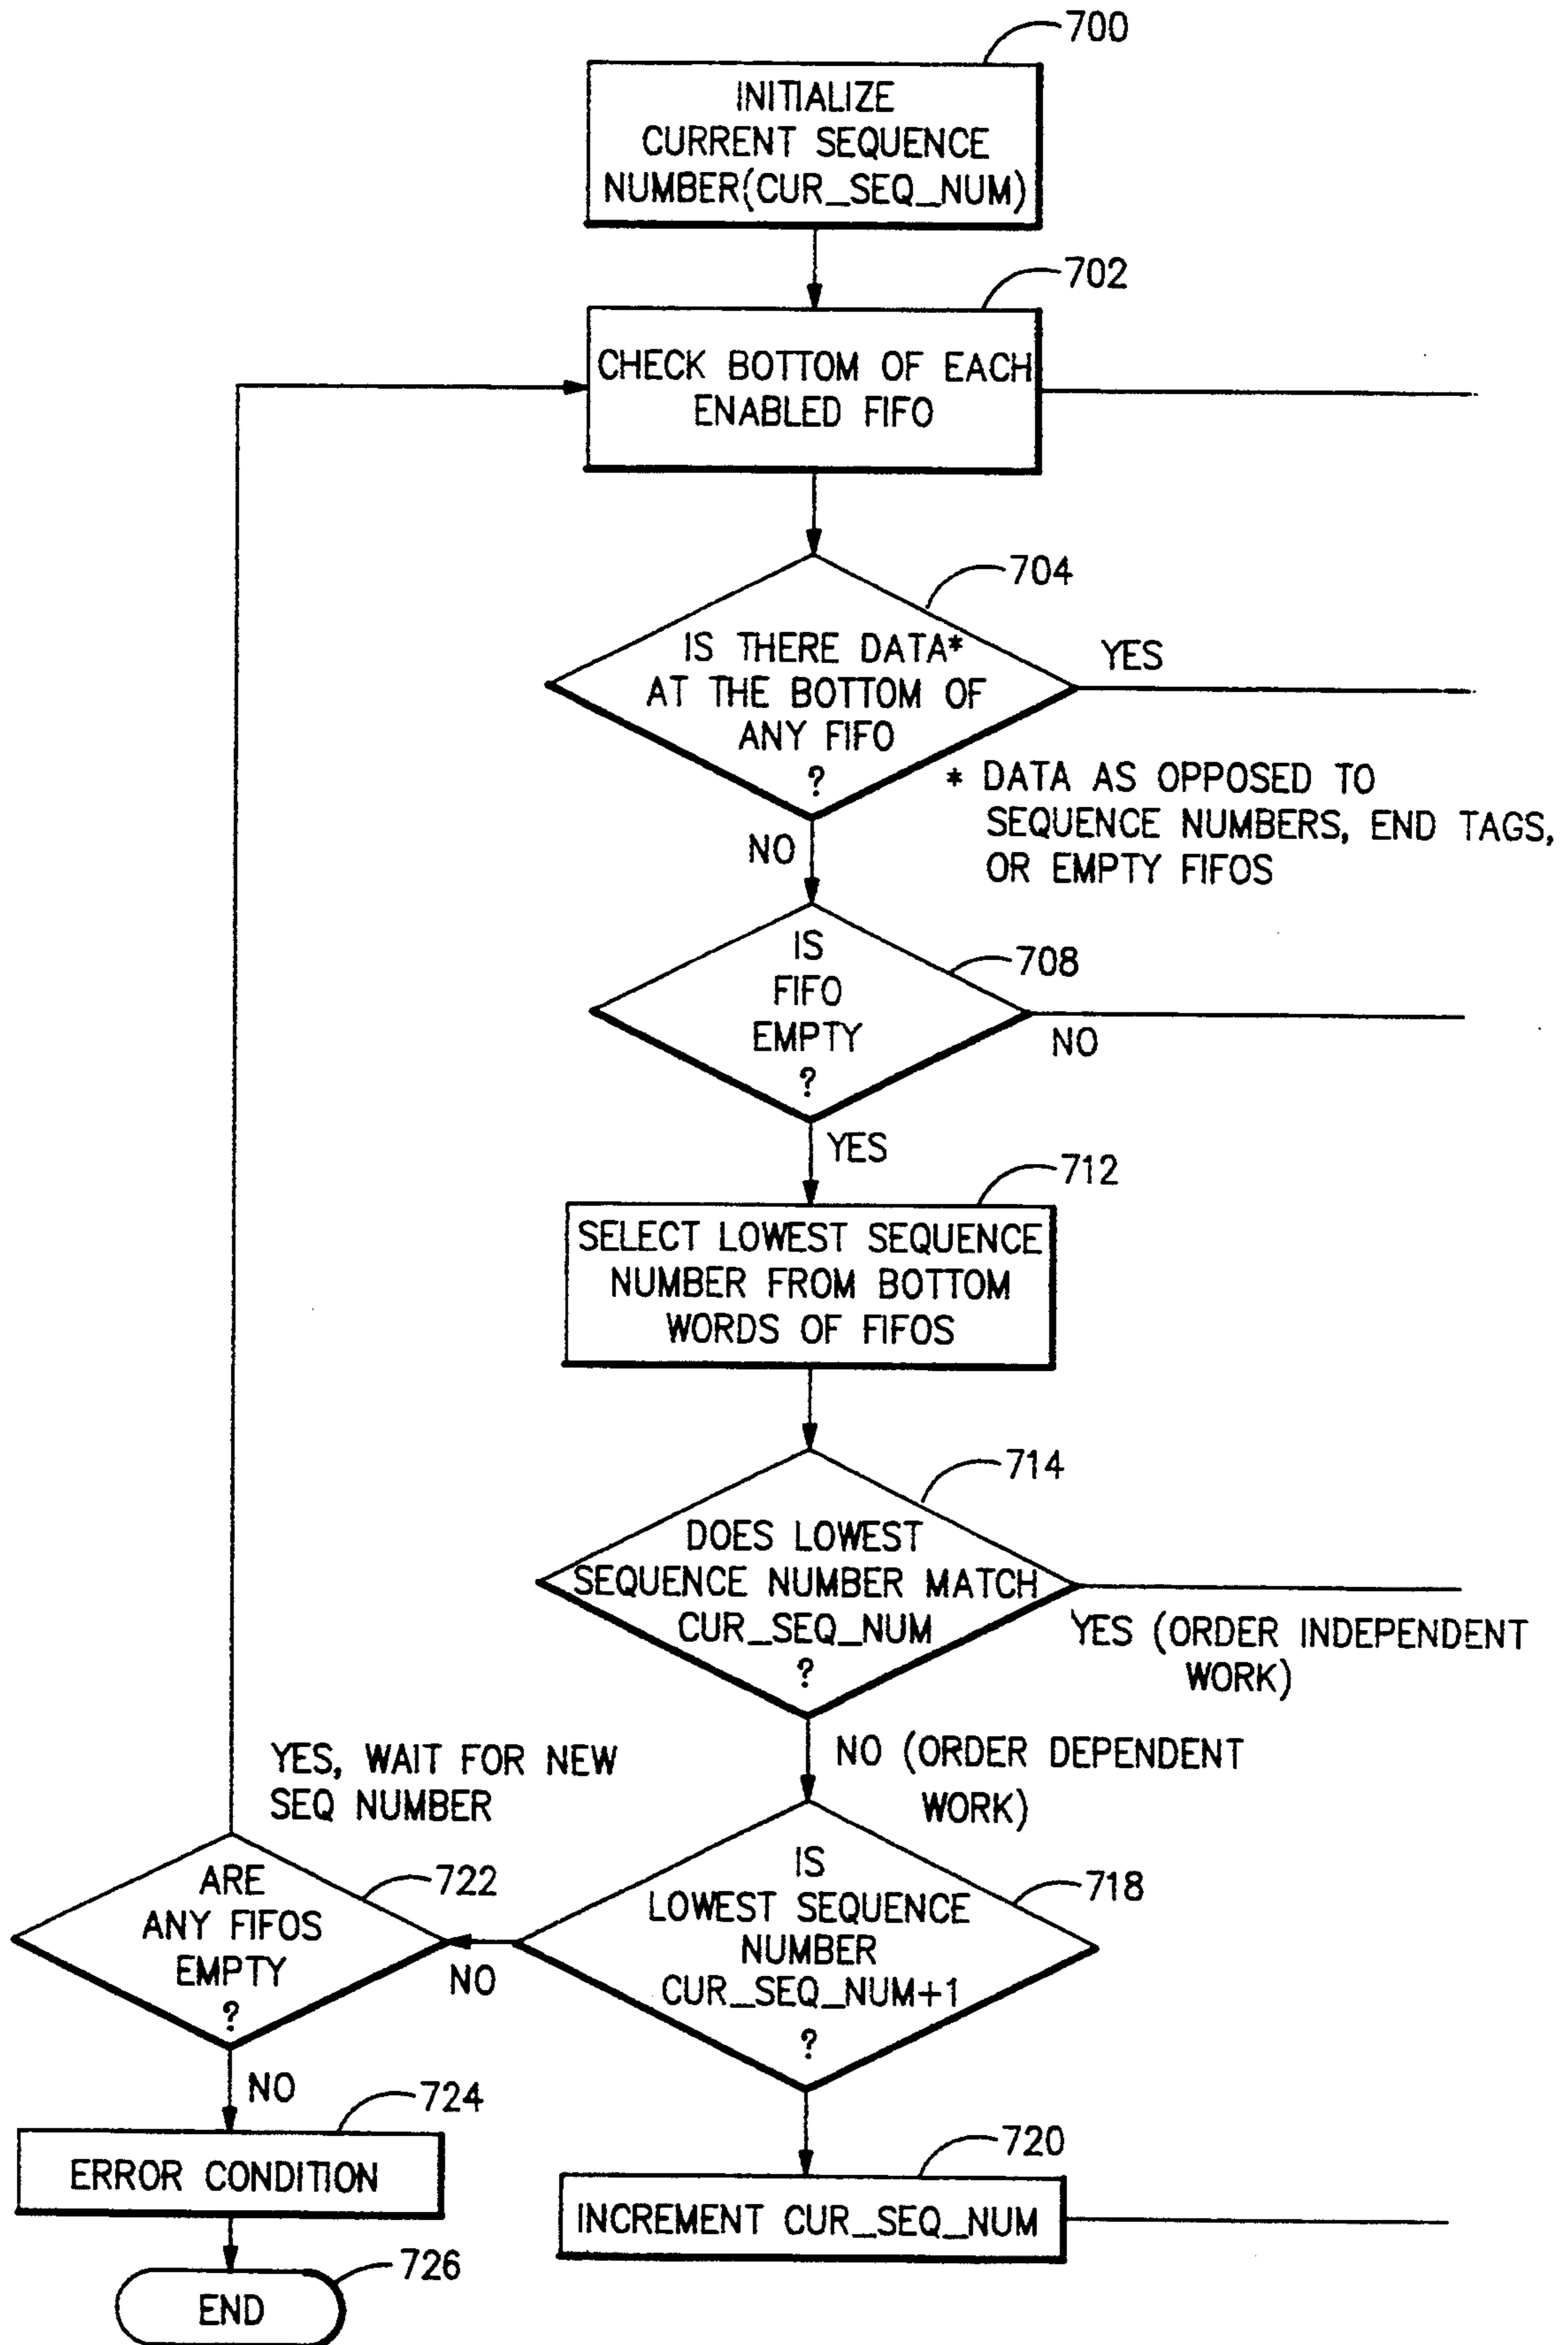 700
INITIALIZE
CURRENT SEQUENCE
NUMBER(CUR_SEQ_NUM)
702
CHECK BOTTOM OF EACH
ENABLED FIFO
704
IS THERE DATA*
AT THE BOTTOM OF
ANY FIFO
?
YES
* DATA AS OPPOSED TO
SEQUENCE NUMBERS, END TAGS,
OR EMPTY FIFOS
NO
708
IS
FIFO
EMPTY
?
NO
YES
712
SELECT LOWEST SEQUENCE
NUMBER FROM BOTTOM
WORDS OF FIFOS
714
DOES LOWEST
SEQUENCE NUMBER MATCH
CUR_SEQ_NUM
?
YES (ORDER INDEPENDENT
WORK)
NO (ORDER DEPENDENT
WORK)
YES, WAIT FOR NEW
SEQ NUMBER
718
IS
LOWEST SEQUENCE
NUMBER
CUR_SEQ_NUM+1
?
NO
722
ARE
ANY FIFOS
EMPTY
?
NO
724
ERROR CONDITION
720
INCREMENT CUR_SEQ_NUM
726
END